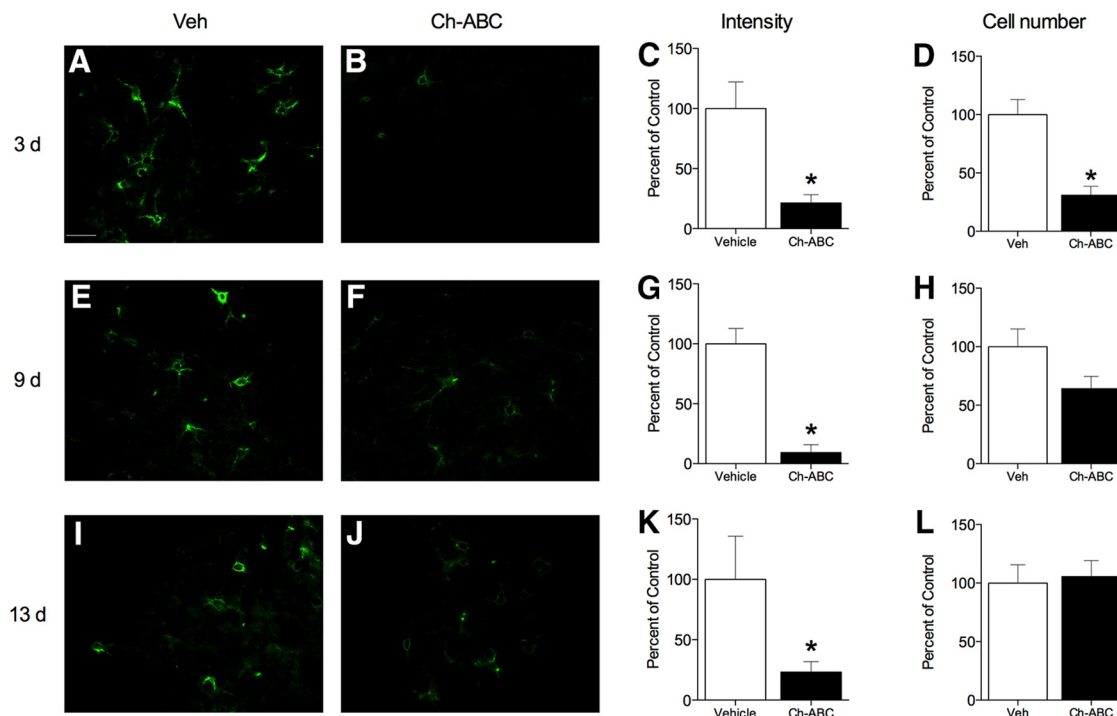 Veh Ch-ABC Intensity Cell number
3 d
A
B
C
Percent of Control
150
100
50
0
*
Vehicle Ch-ABC
D
Percent of Control
150
100
50
0
*
Veh Ch-ABC
9 d
E
F
G
Percent of Control
150
100
50
0
*
Vehicle Ch-ABC
H
Percent of Control
150
100
50
0
Veh Ch-ABC
13 d
I
J
K
Percent of Control
150
100
50
0
*
Vehicle Ch-ABC
L
Percent of Control
150
100
50
0
Veh Ch-ABC